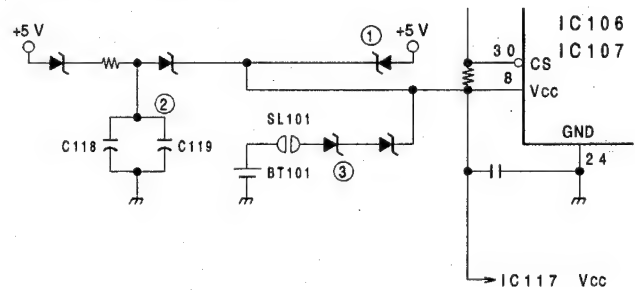 +5 V
①
+5 V
IC106
IC107
30
CS
8
Vcc
②
SL101
GND
C118
C119
24
③
BT101
IC117 Vcc